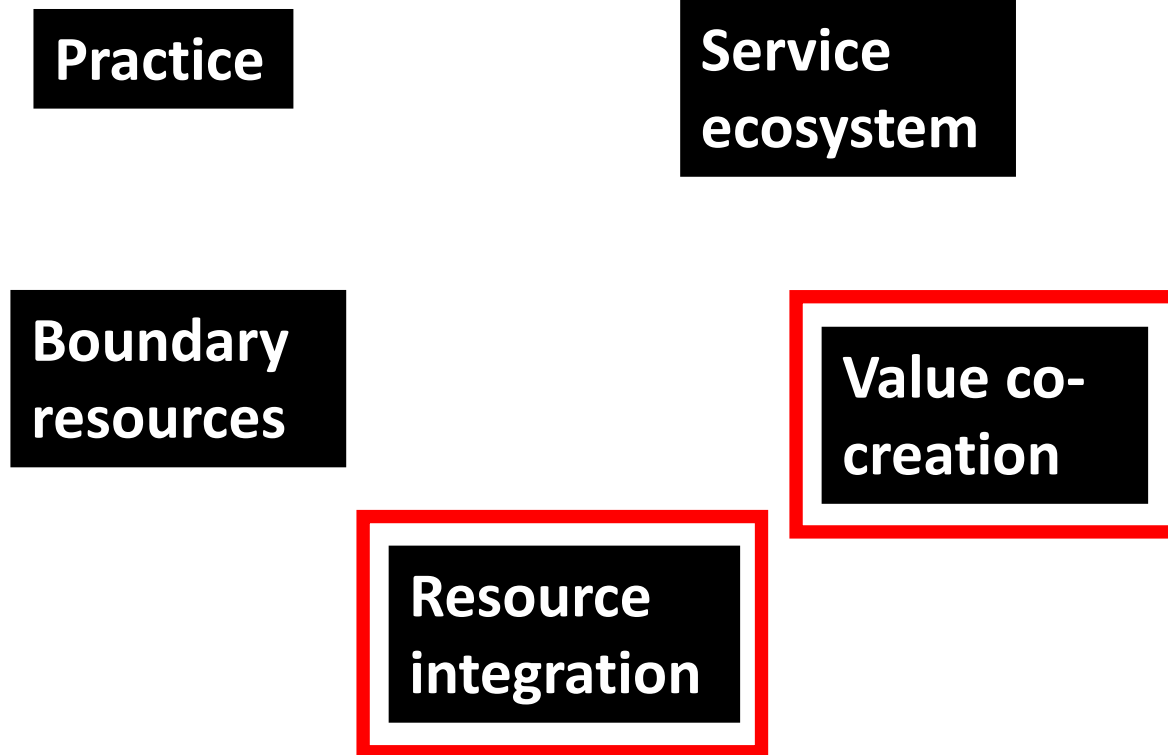 Practice
Service
ecosystem
Boundary
resources
Value co-
creation
Resource
integration